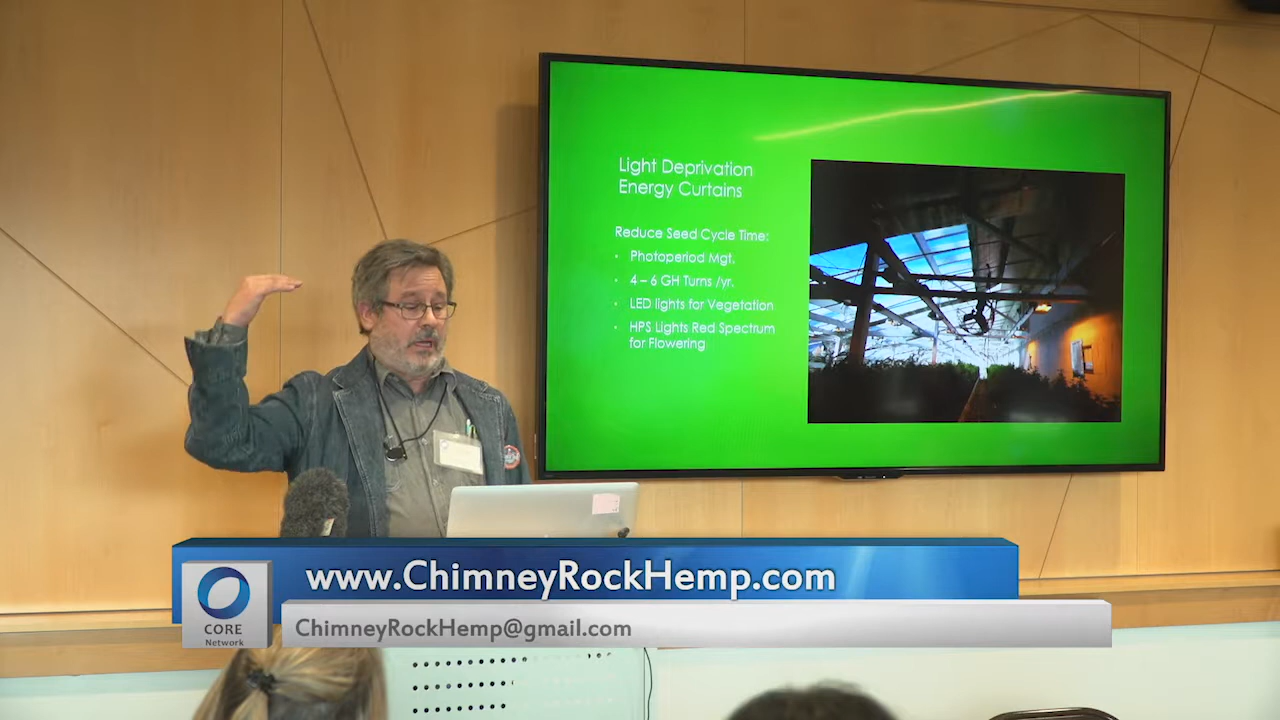 Light Deprivation
Energy Curtains
Reduce Seed Cycle Time:
• Photoperiod Mgt.
• 4 – 6 GH Turns /yr.
• LED lights for Vegetation
• HPS Lights Red Spectrum
for Flowering
www.ChimneyRockHemp.com
CORE
Network
ChimneyRockHemp@gmail.com